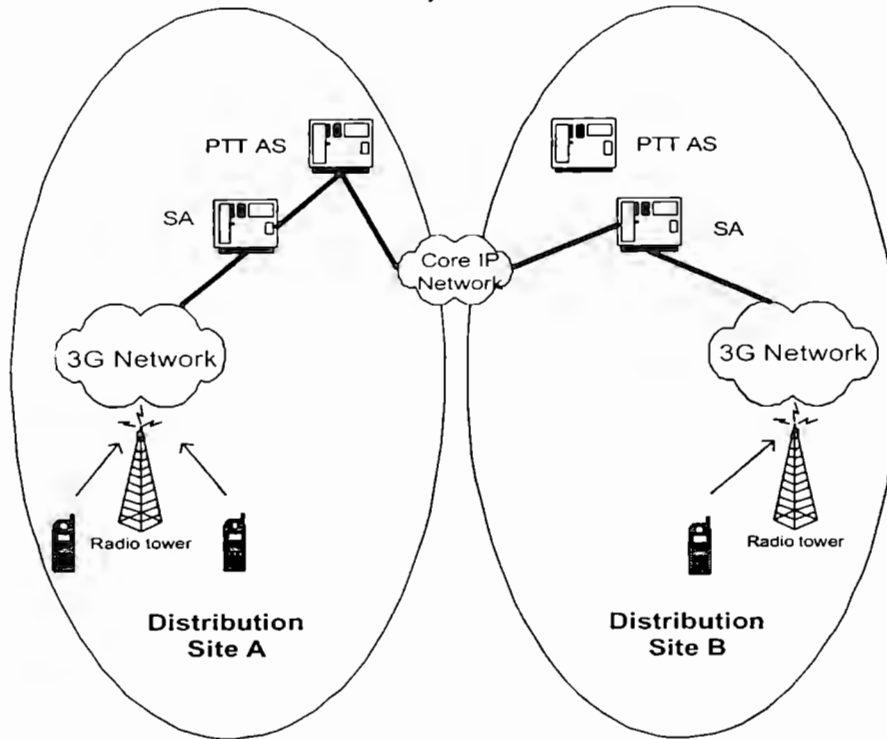 PTT AS
PTT AS
SA
SA
Core IP
Network
3G Network
3G Network
Radio tower
Radio tower
Distribution
Site A
Distribution
Site B